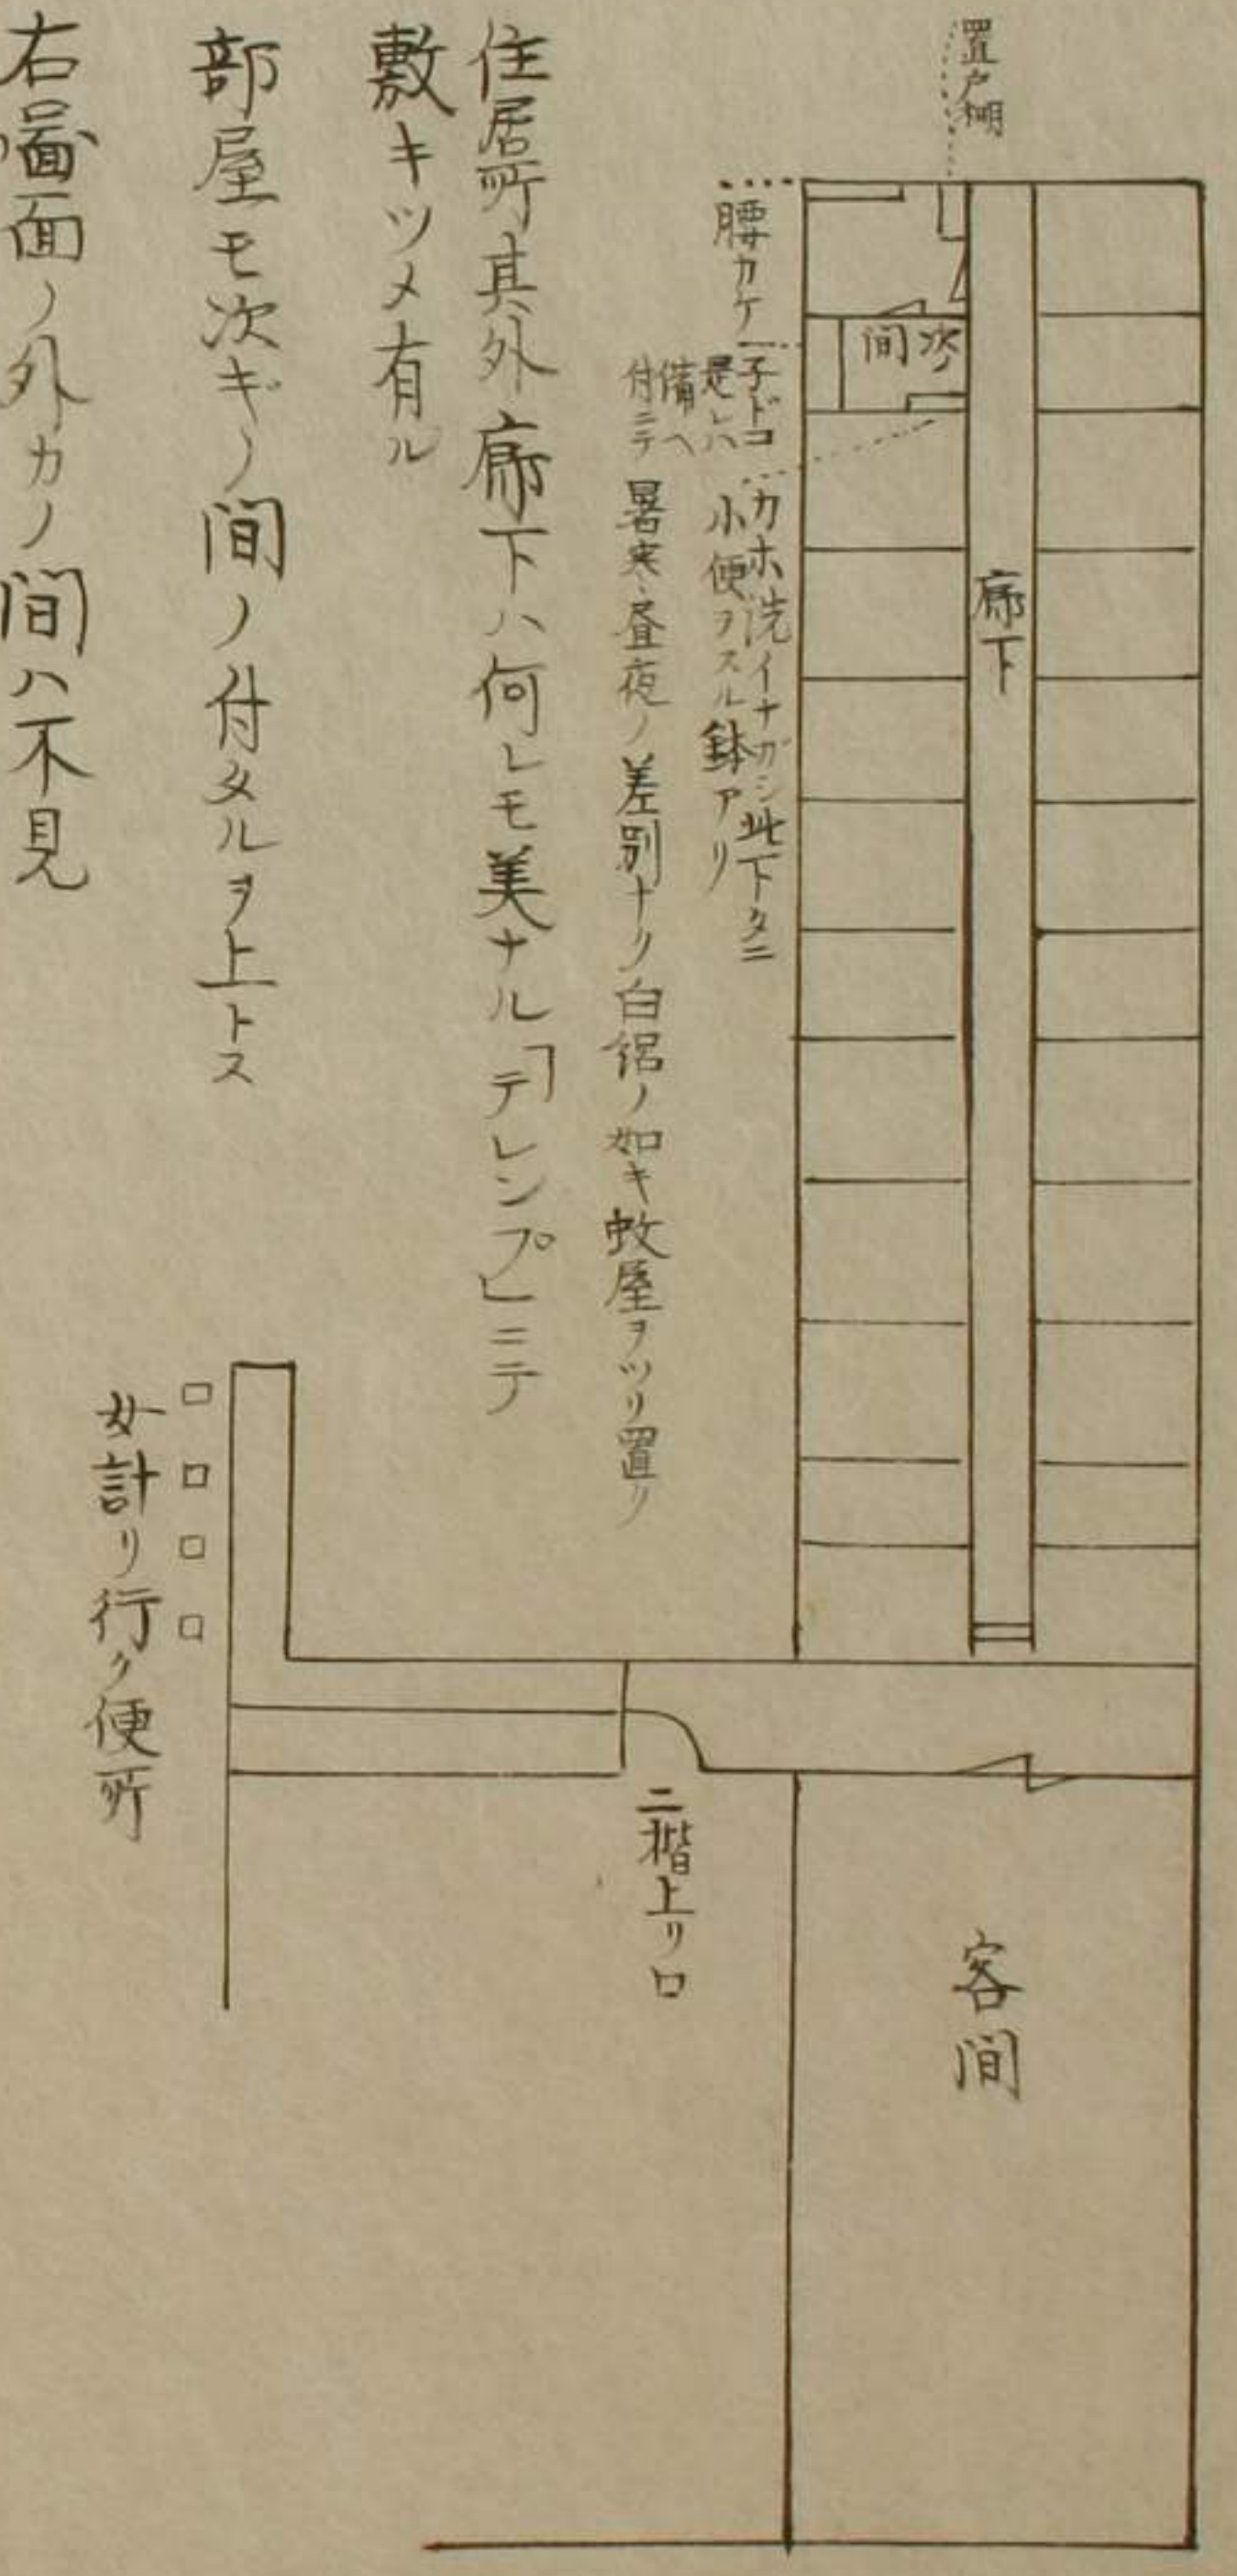 置戸棚
廊下
次間
腰カケ
子ドコ
是レハ
備ヘ
付ニテ
カホ洗イナガシ此下タニ
小便ヲスル鉢アリ
暑寒昼夜ノ差別ナク白絽ノ如キ蚊屋ヲツリ置ク
客間
二楷上リ口
女計リ行ク便所
住居所其外廊下ハ何レモ美ナル「テレンプ」ニテ
敷キツメ有ル
部屋モ次ギノ間ノ付タルヲ上トス
右圖面ノ外カノ間ハ不見